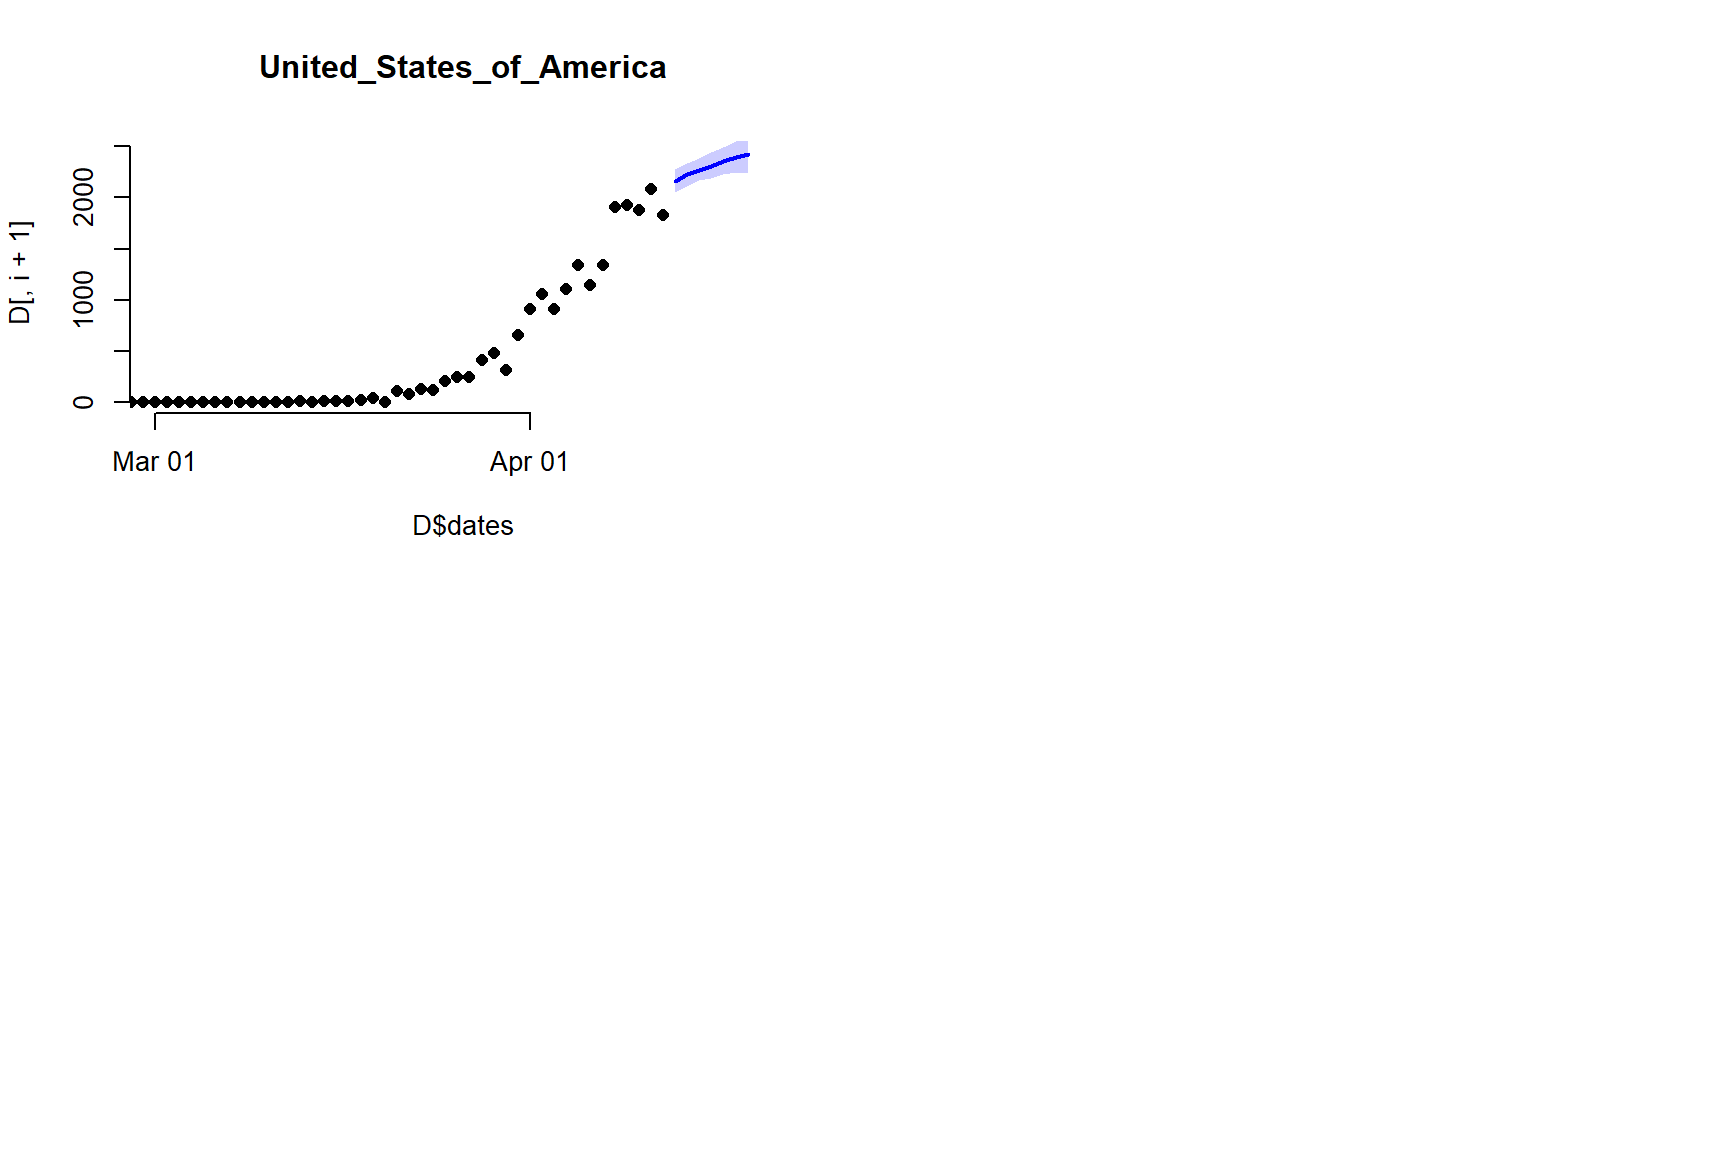 United_States_of_America
D[, i + 1]
2000
1000
0
Mar 01 Apr 01
D$dates